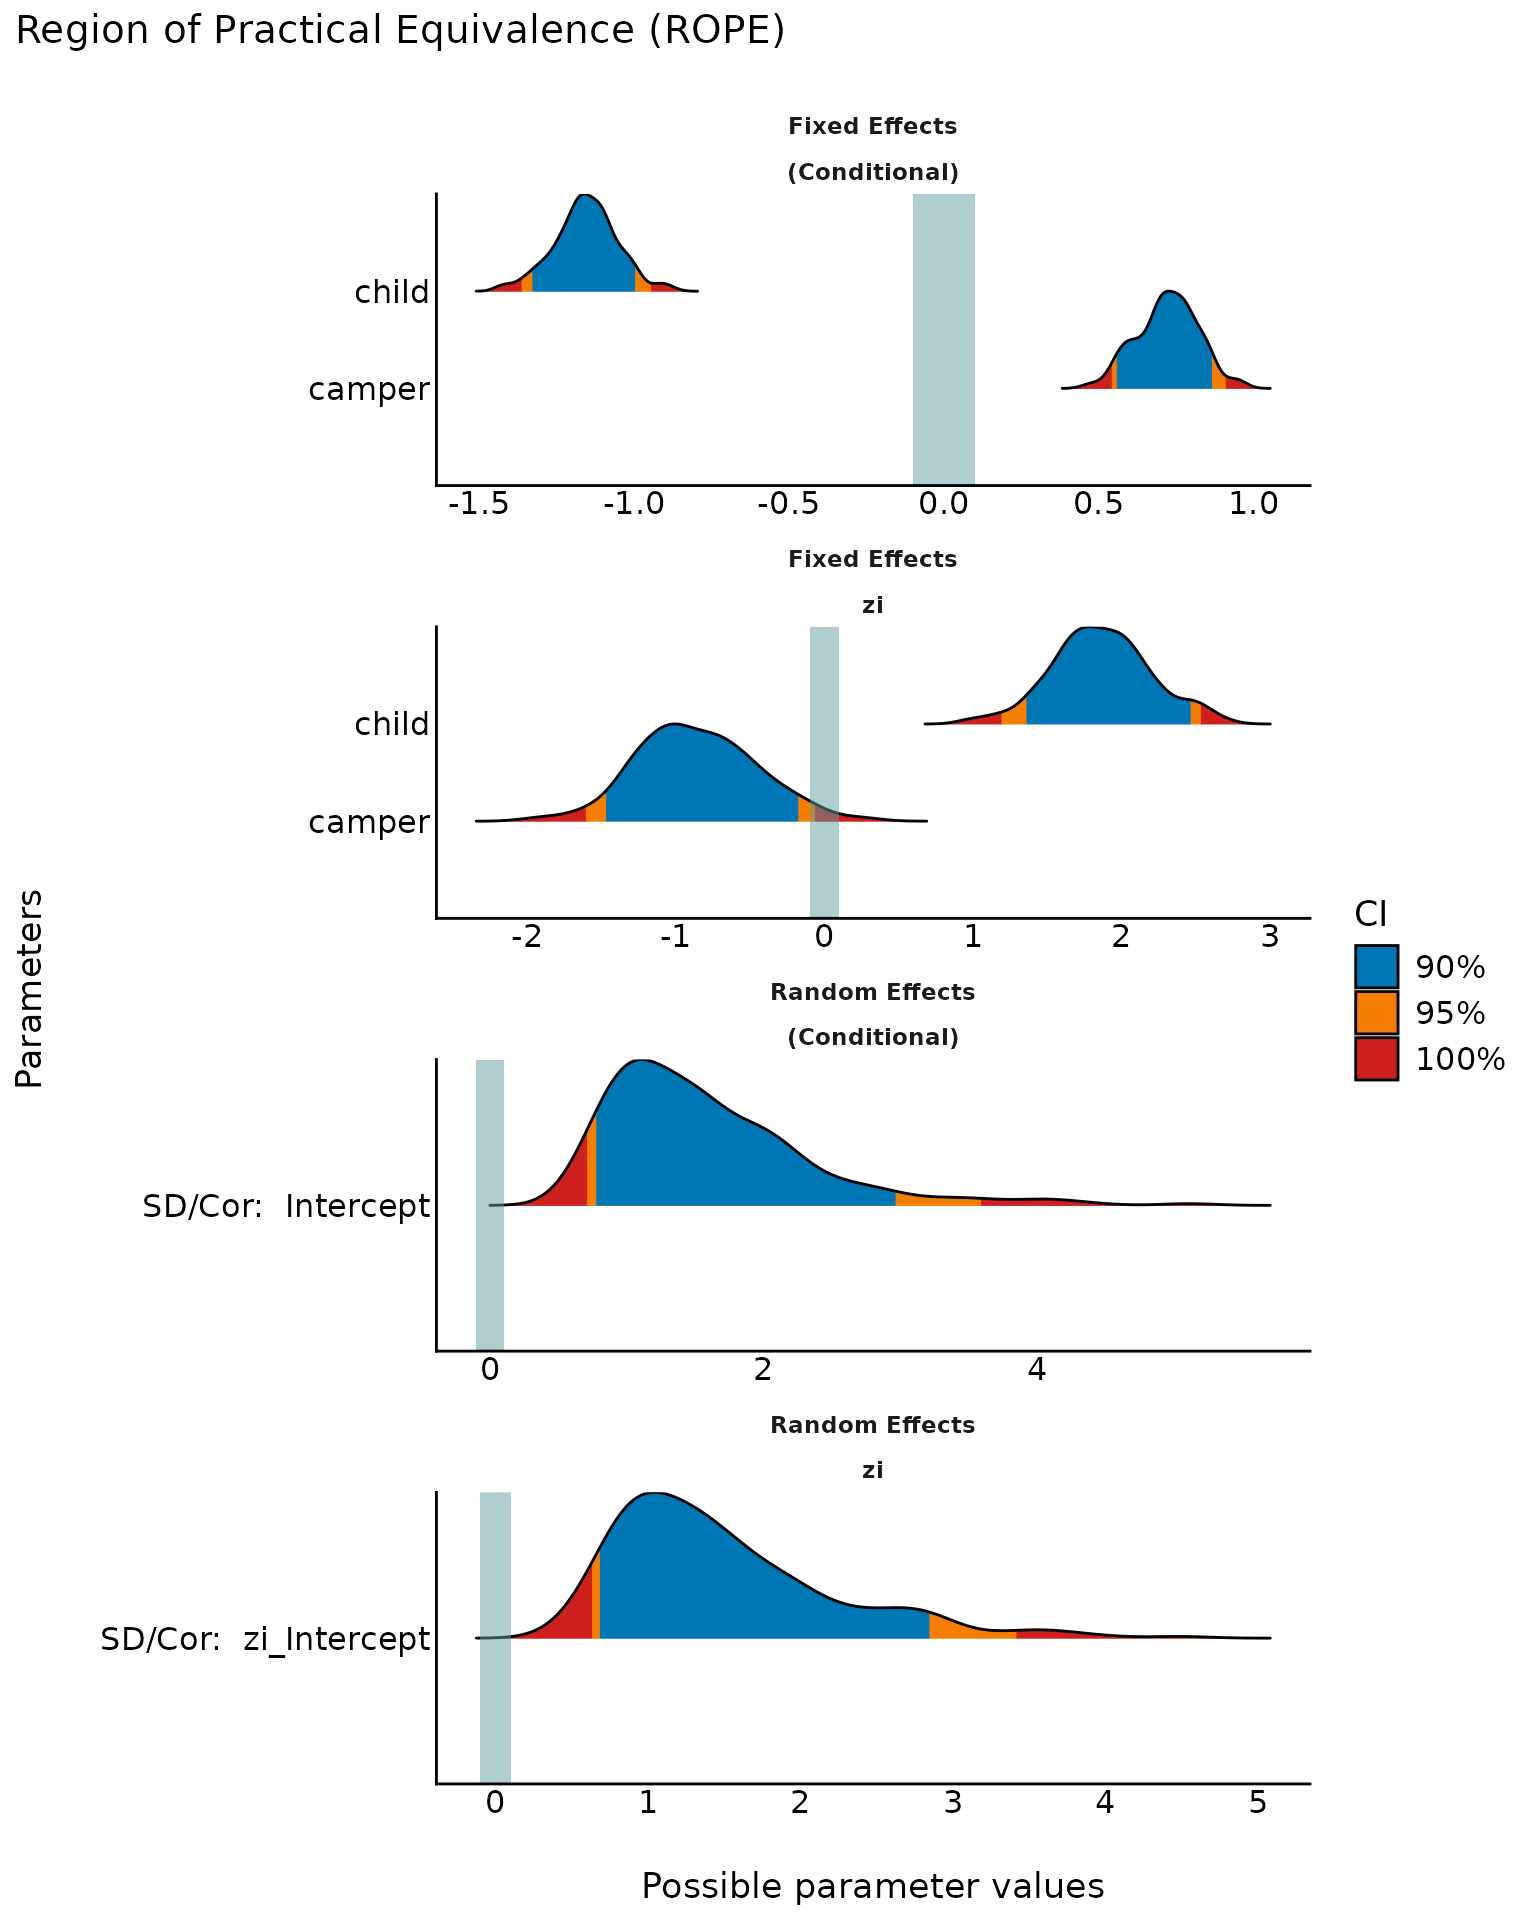 Region of Practical Equivalence (ROPE)
Fixed Effects
(Conditional)
child
camper
-1.5 -1.0 -0.5 0.0 0.5 1.0
Fixed Effects
zi
child
camper
-2 -1 0 1 2 3
Random Effects
(Conditional)
SD/Cor: Intercept
0 2 4
Random Effects
zi
SD/Cor: zi_Intercept
0 1 2 3 4 5
Possible parameter values
Parameters
CI
90%
95%
100%